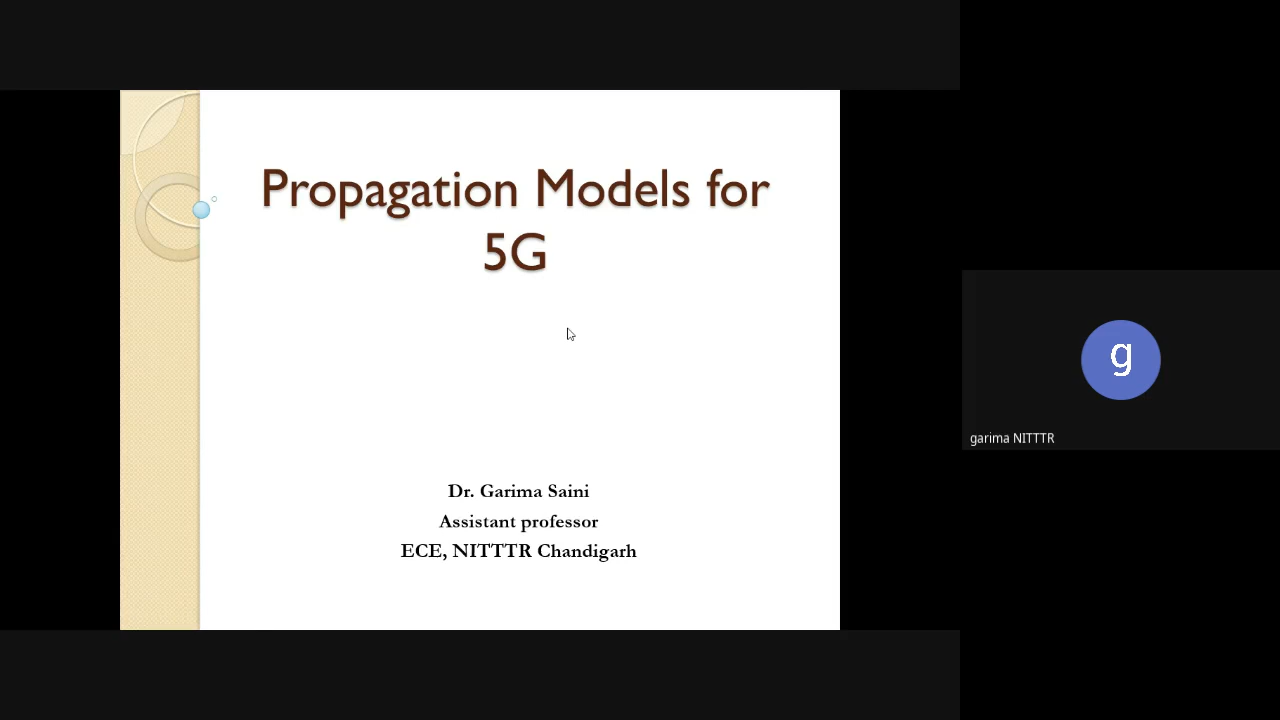 Propagation Models for
5G
Dr. Garima Saini
Assistant professor
ECE, NITTTR Chandigarh
g
garima NITTTR